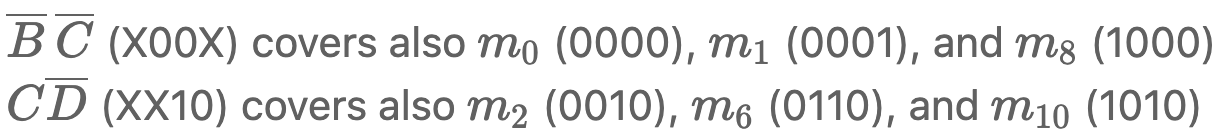 B̅ C̅ (X00X) covers also m₀ (0000), m₁ (0001), and m₈ (1000)
CD̅ (XX10) covers also m₂ (0010), m₆ (0110), and m₁₀ (1010)